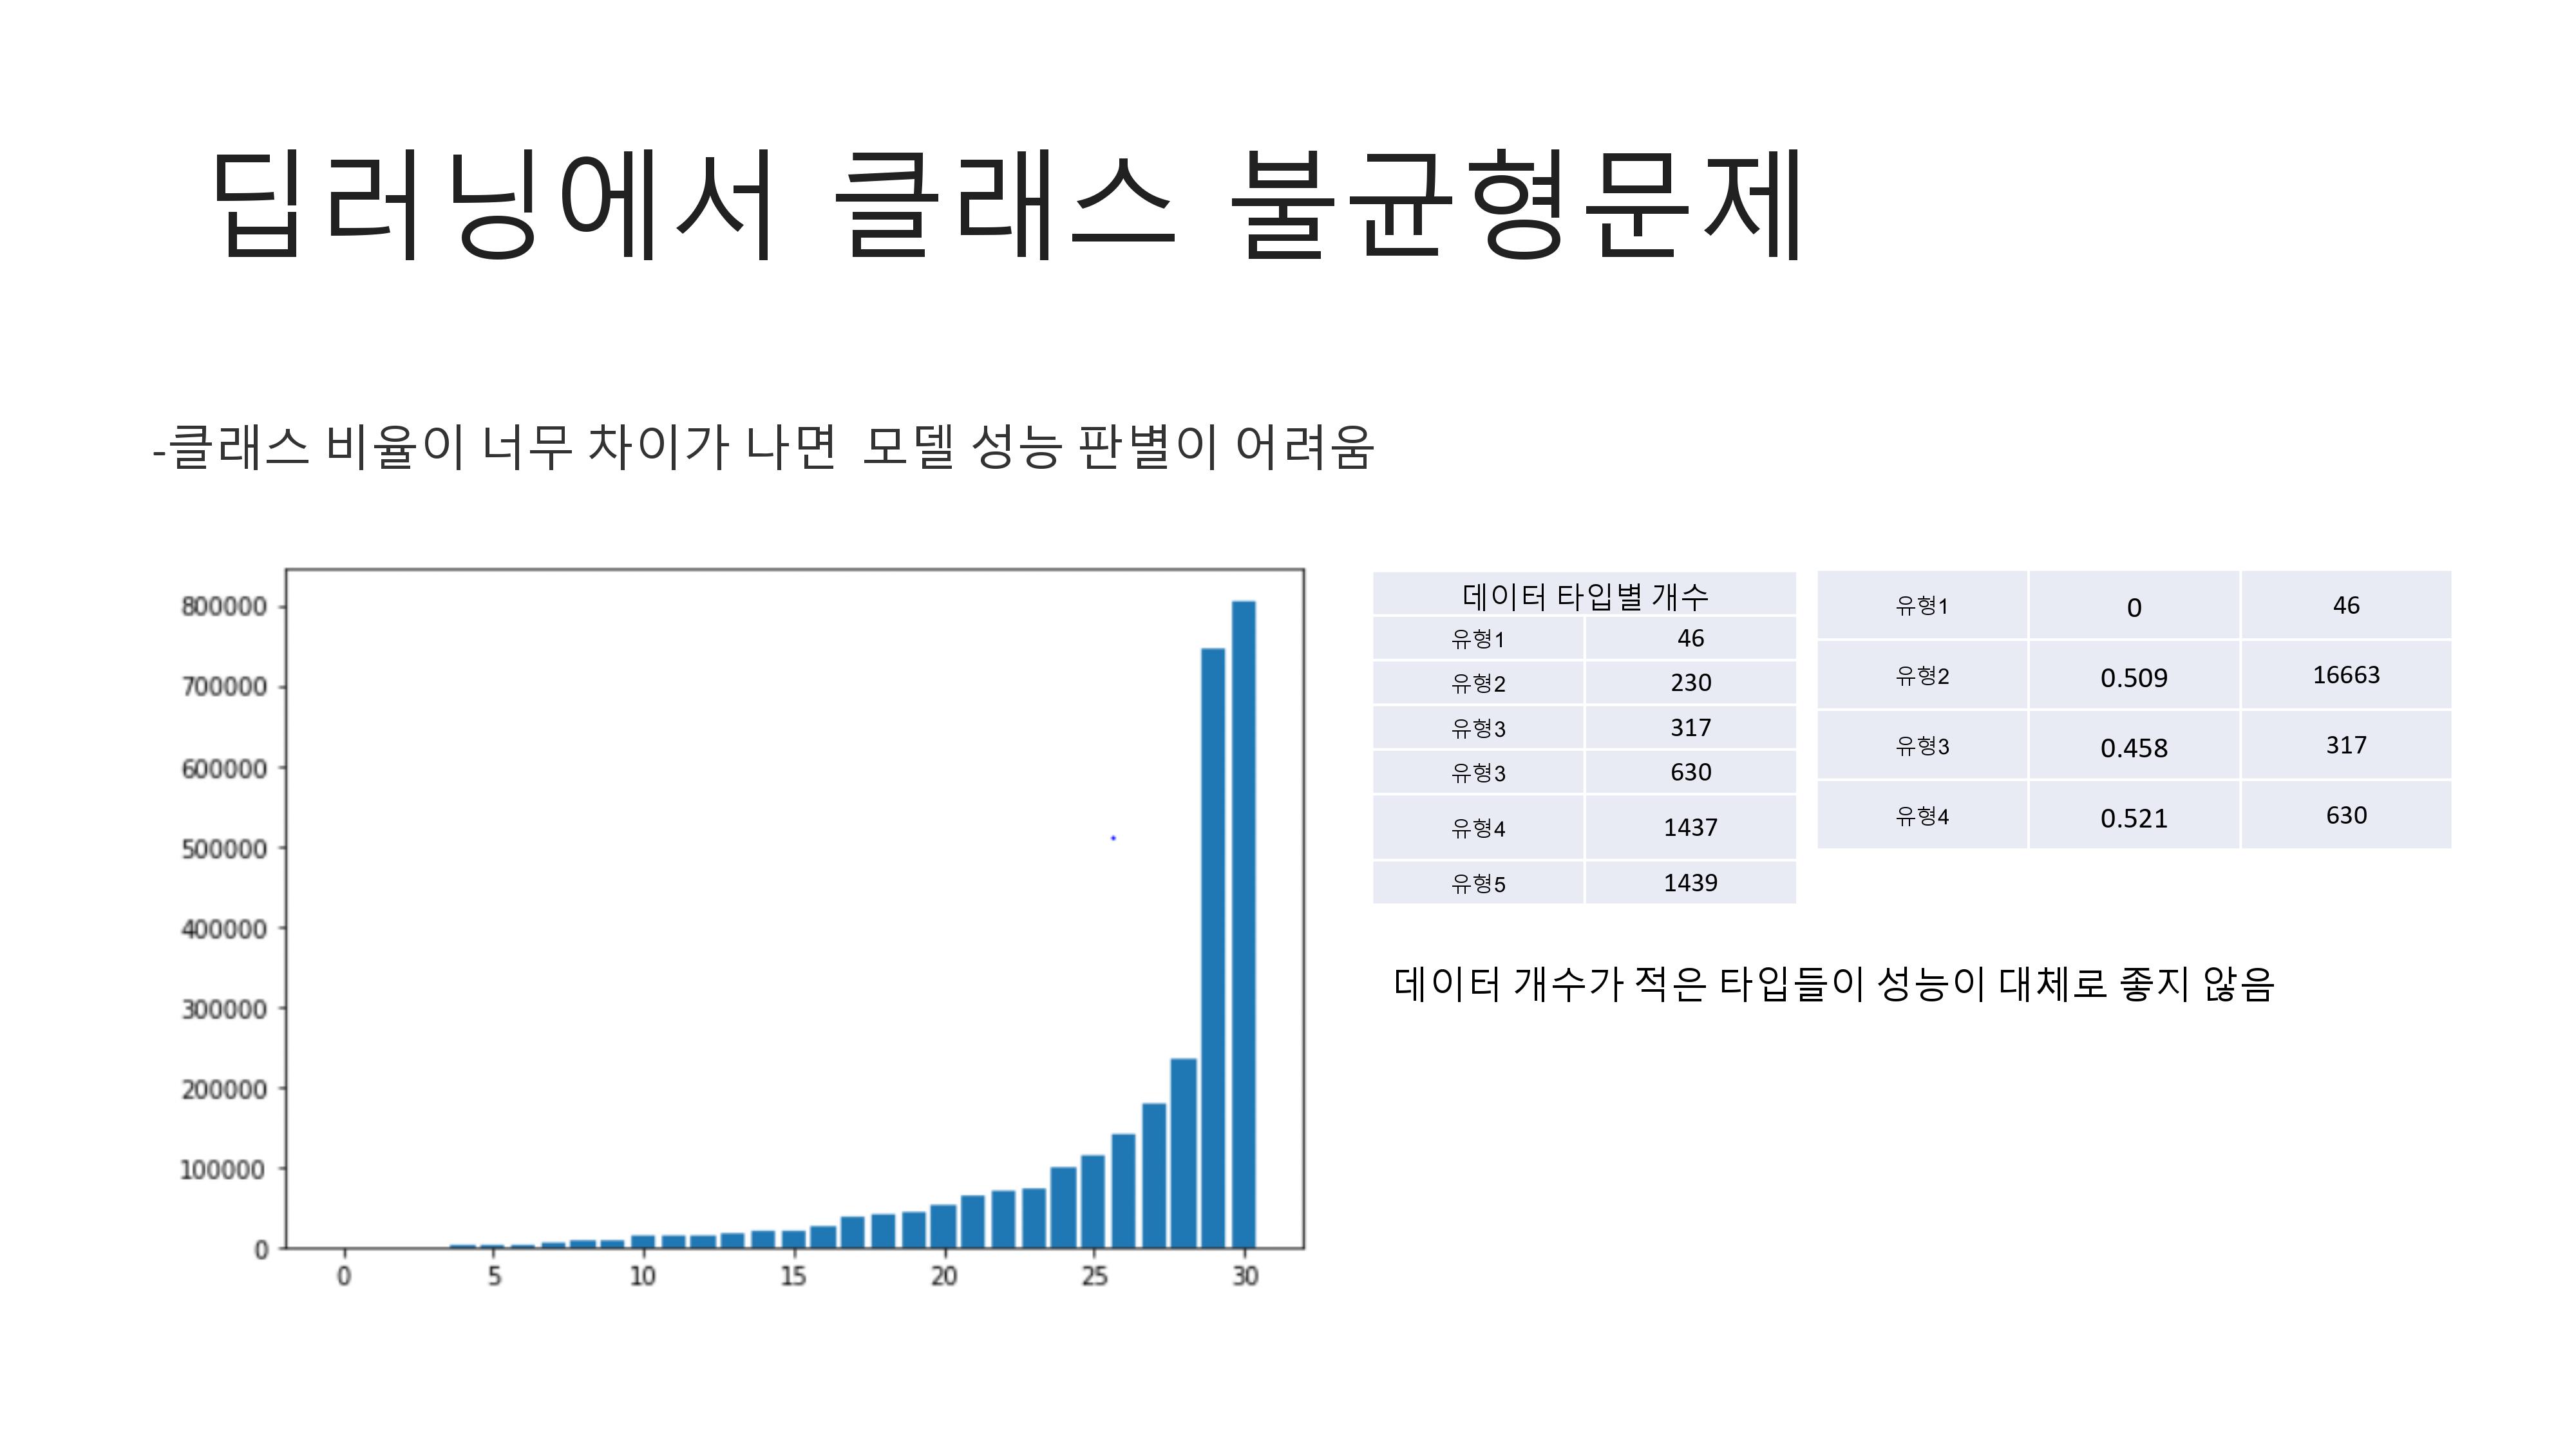 딥러닝에서 클래스 불균형문제
-클래스 비율이 너무 차이가 나면  모델 성능 판별이 어려움
800000
700000
600000
500000
400000
300000
200000
100000
0
0 5 10 15 20 25 30
데이터 타입별 개수
유형1 46
유형2 230
유형3 317
유형3 630
유형4 1437
유형5 1439
유형1 0 46
유형2 0.509 16663
유형3 0.458 317
유형4 0.521 630
데이터 개수가 적은 타입들이 성능이 대체로 좋지 않음